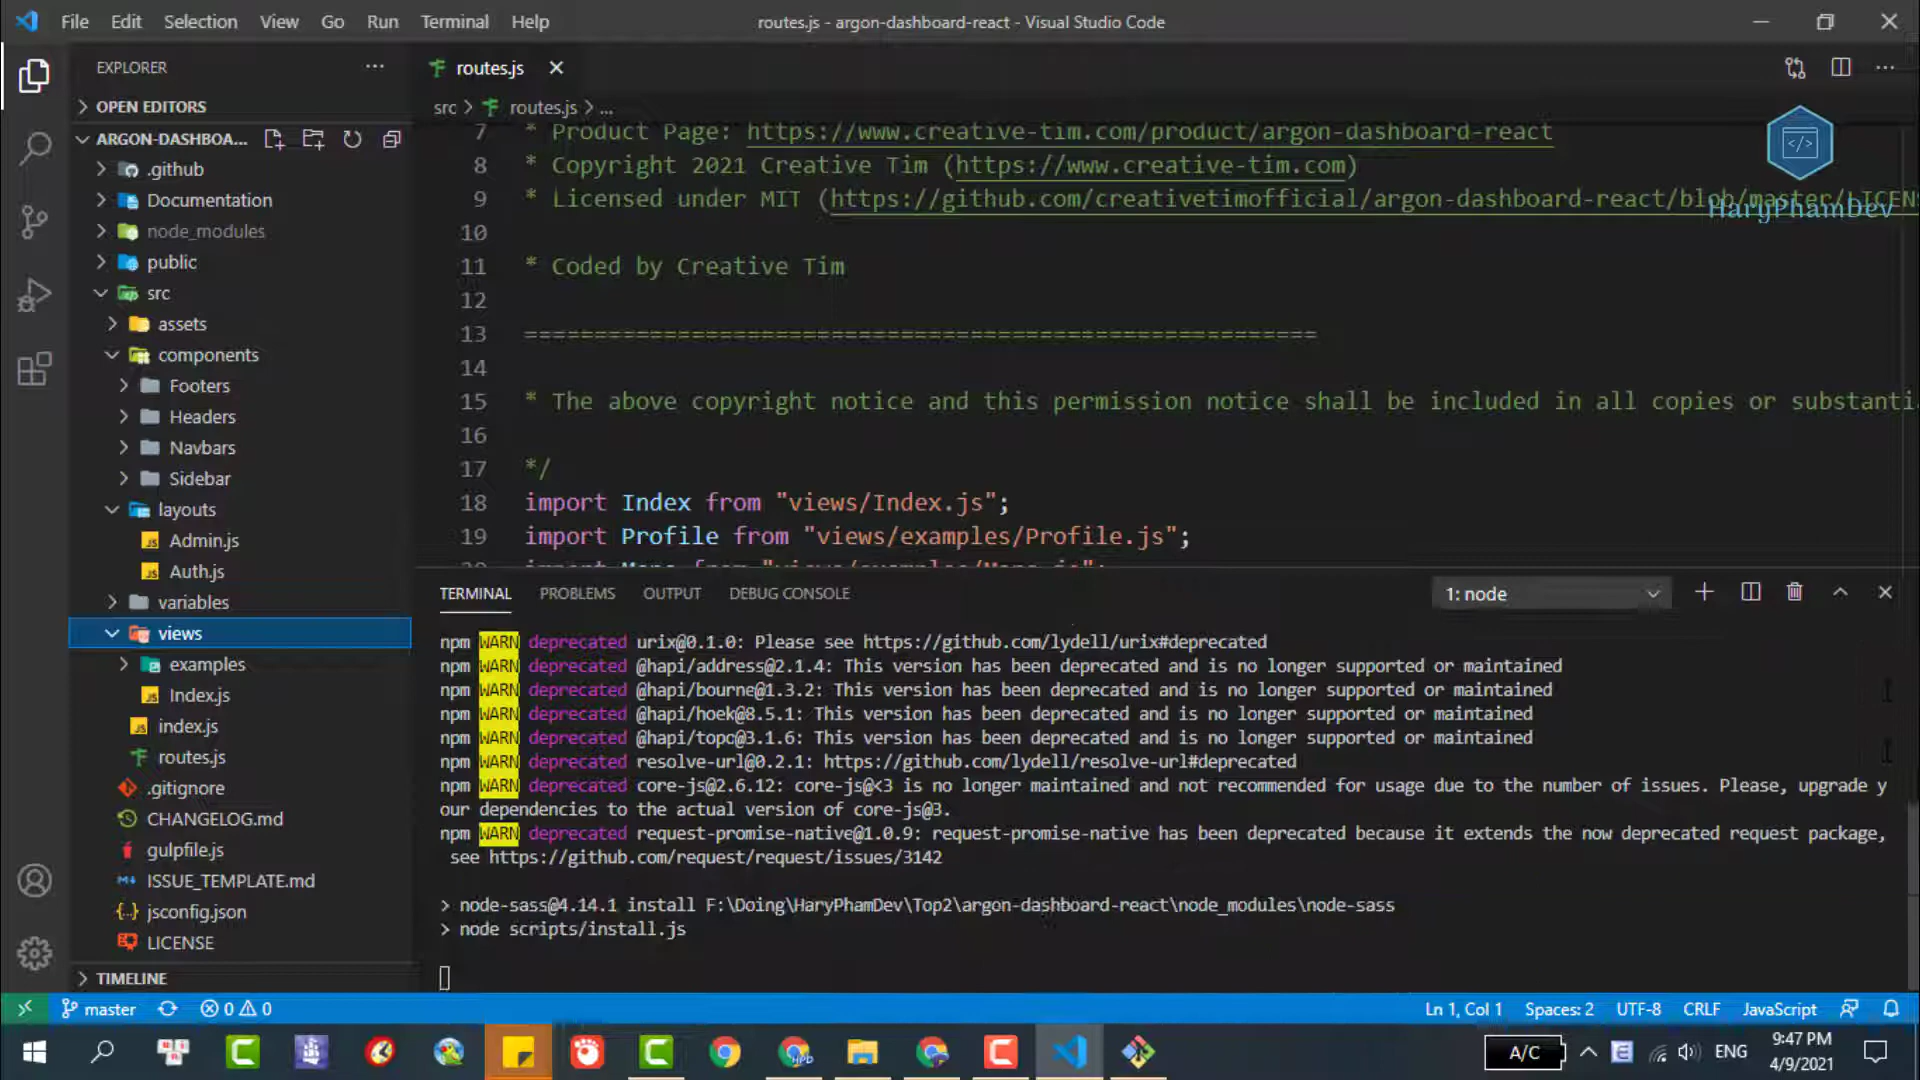 File Edit Selection View Go Run Terminal Help
routes.js - argon-dashboard-react - Visual Studio Code
EXPLORER
OPEN EDITORS
ARGON-DASHBOA...
.github
Documentation
node_modules
public
src
assets
components
Footers
Headers
Navbars
Sidebar
layouts
Admin.js
Auth.js
variables
views
examples
Index.js
index.js
routes.js
.gitignore
CHANGELOG.md
gulpfile.js
ISSUE_TEMPLATE.md
jsconfig.json
LICENSE
TIMELINE
routes.js
src > routes.js > ...
7 * Product Page: https://www.creative-tim.com/product/argon-dashboard-react
8 * Copyright 2021 Creative Tim (https://www.creative-tim.com)
9 * Licensed under MIT (https://github.com/creativetimofficial/argon-dashboard-react/blob/master/LICENS
10
11 * Coded by Creative Tim
12
13 =========================================================
14
15 * The above copyright notice and this permission notice shall be included in all copies or substanti
16
17 */
18 import Index from "views/Index.js";
19 import Profile from "views/examples/Profile.js";
20 import Maps from "views/examples/Maps.js";
</>
HaryPhamDev
TERMINAL PROBLEMS OUTPUT DEBUG CONSOLE
1: node
npm WARN deprecated urix@0.1.0: Please see https://github.com/lydell/urix#deprecated
npm WARN deprecated @hapi/address@2.1.4: This version has been deprecated and is no longer supported or maintained
npm WARN deprecated @hapi/bourne@1.3.2: This version has been deprecated and is no longer supported or maintained
npm WARN deprecated @hapi/hoek@8.5.1: This version has been deprecated and is no longer supported or maintained
npm WARN deprecated @hapi/topo@3.1.6: This version has been deprecated and is no longer supported or maintained
npm WARN deprecated resolve-url@0.2.1: https://github.com/lydell/resolve-url#deprecated
npm WARN deprecated core-js@2.6.12: core-js@<3 is no longer maintained and not recommended for usage due to the number of issues. Please, upgrade y
our dependencies to the actual version of core-js@3.
npm WARN deprecated request-promise-native@1.0.9: request-promise-native has been deprecated because it extends the now deprecated request package,
see https://github.com/request/request/issues/3142
> node-sass@4.14.1 install F:\Doing\HaryPhamDev\Top2\argon-dashboard-react\node_modules\node-sass
> node scripts/install.js
master 0 0
Ln 1, Col 1 Spaces: 2 UTF-8 CRLF JavaScript
A/C
ENG
9:47 PM
4/9/2021